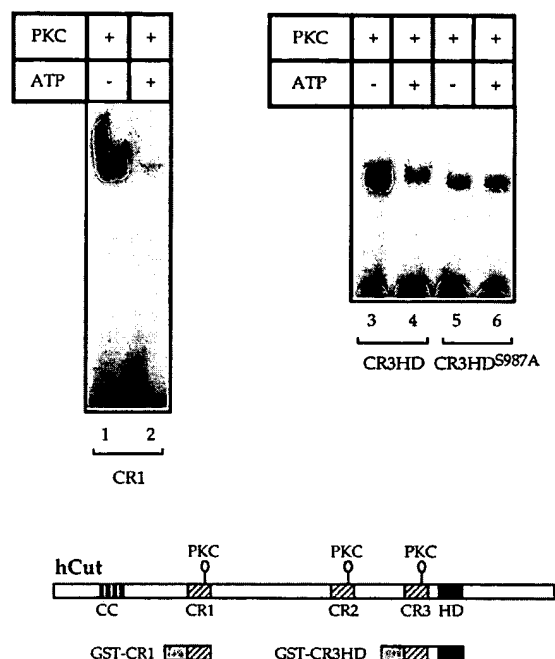 PKC + +
ATP - +
1 2
CR1
PKC + + + +
ATP - + - +
3 4 5 6
CR3HD CR3HD^S987A
hCut PKC PKC PKC
CC CR1 CR2 CR3 HD
GST-CR1 GST-CR3HD